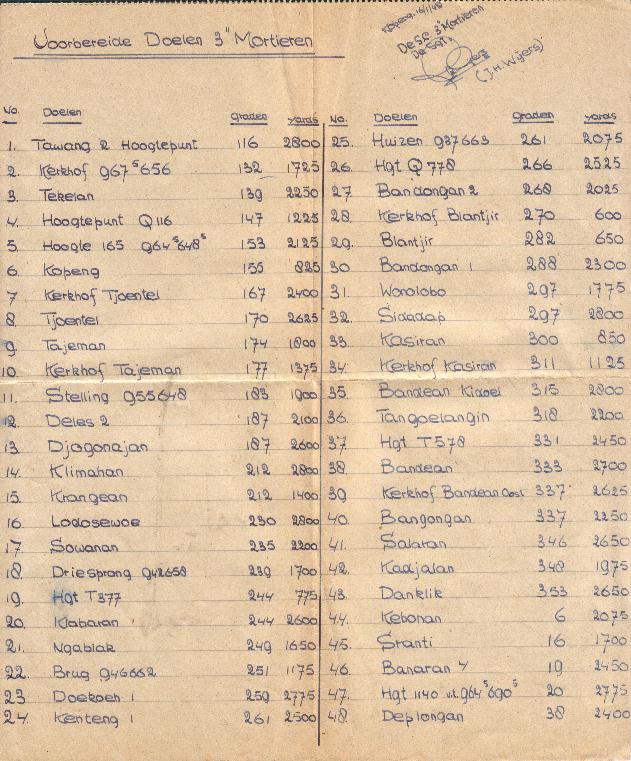 Voorbereide Doelen 3" Mortieren
Kopeng 16/1/48
De S.C. 3" Mortieren
De Sgt.
(J.H. Wijers)
No. Doelen graden yards
1. Tawang 2 Hoogtepunt 116 2800
2. Kerkhof 967⁵656 132 1725
3. Tekelan 139 2250
4. Hoogtepunt Q116 147 1225
5. Hoogte 165 964⁵648⁵ 153 2125
6 Kopeng 155 825
7 Kerkhof Tjoentel 167 2400
8. Tjoentel 170 2625
9. Tajeman 174 1800
10. Kerkhof Tajeman 177 1375
11. Stelling 955648 183 1900
12. Deles 2 187 2100
13. Djogonajan 187 2600
14. Klimahan 212 2800
15. Krangean 212 1400
16 Lodosewoe 230 2800
17 Sowanan 235 2200
18. Driesprong 942658 239 1700
19. Hgt T377 244 775
20. Klabaran 244 2600
21. Ngablak 249 1650
22. Brug 946662 251 1175
23 Doekoeh 1 259 2775
24. Kenteng 1 261 2500
No. Doelen graden yards
25. Huizen 937663 261 2075
26. Hgt Q 778 266 2525
27 Bandongan 2 268 2025
28. Kerkhof Blantjir 270 600
29. Blantjir 282 650
30 Bandongan 1 288 2300
31. Wonolobo 297 1775
32. Sidadap 297 2800
33. Kasiran 300 850
34 Kerkhof Kasiran 311 1125
35 Bandean Kidoel 315 2800
36. Tangoelangin 318 2200
37. Hgt T578 331 2450
38 Bandean 333 2700
39 Kerkhof Bandean Oost 337 2625
40. Bangongan 337 2250
41. Salaran 346 2650
42. Kadjalan 348 1975
43. Danklik 353 2650
44. Kebonan 6 2075
45. Sranti 16 1700
46 Banaran 4 19 2450
47. Hgt 1140 v.t. 964⁵690⁵ 20 2775
48 Deplongan 38 2400